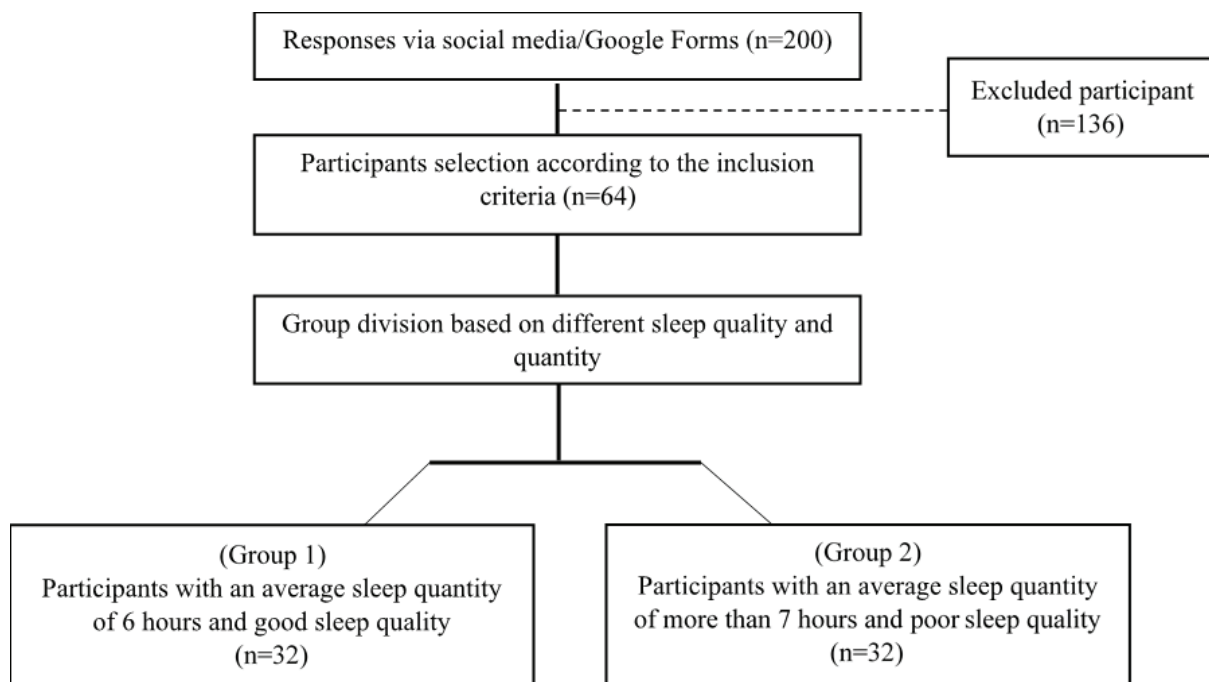 Responses via social media/Google Forms (n=200)
Excluded participant
(n=136)
Participants selection according to the inclusion
criteria (n=64)
Group division based on different sleep quality and
quantity
(Group 1)
Participants with an average sleep quantity
of 6 hours and good sleep quality
(n=32)
(Group 2)
Participants with an average sleep quantity
of more than 7 hours and poor sleep quality
(n=32)